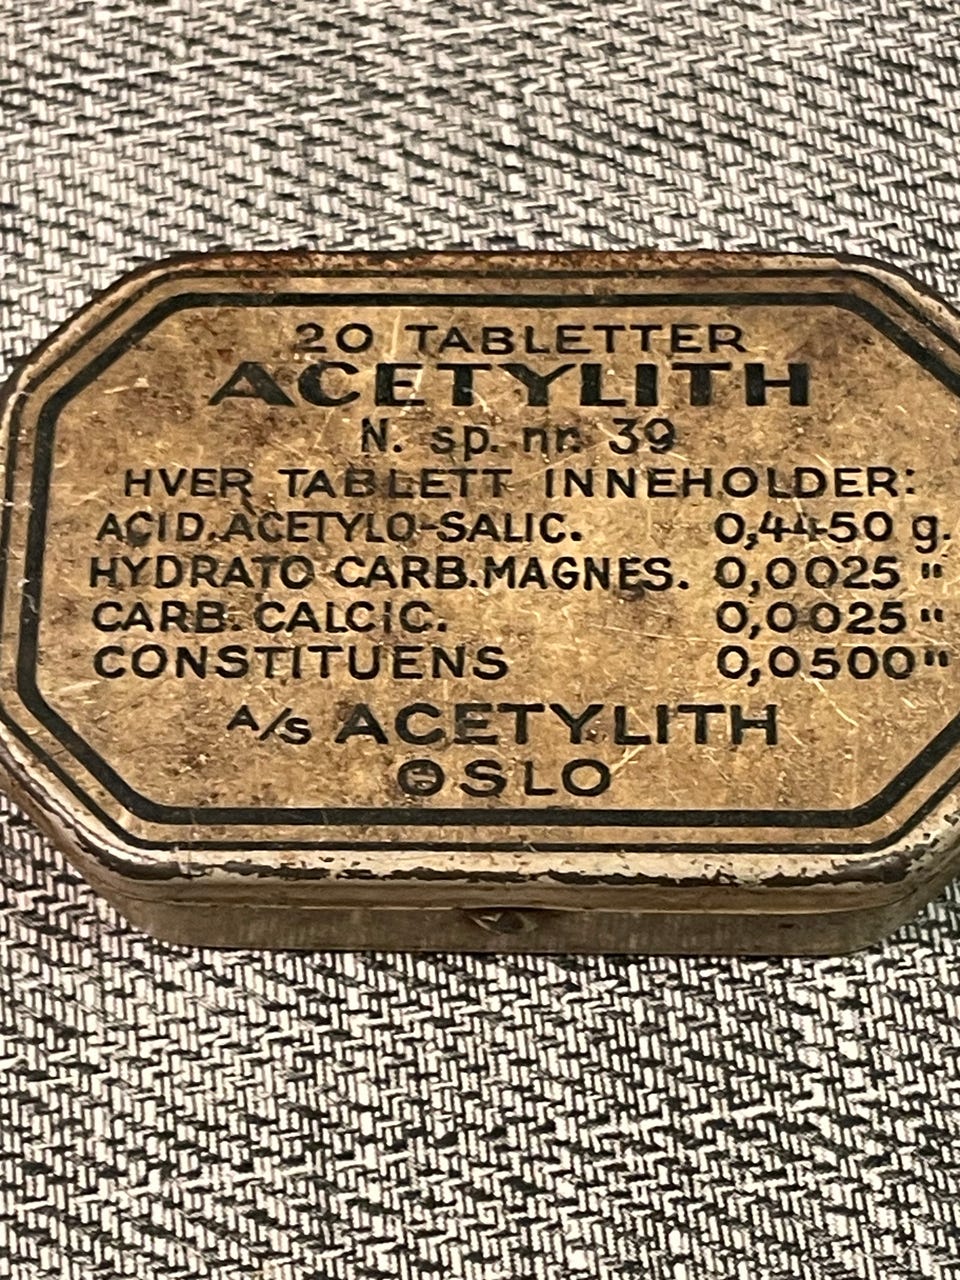 20 TABLETTER
ACETYLITH
N. sp. nr. 39
HVER TABLETT INNEHOLDER:
ACID. ACETYLO-SALIC. 0,4450 g.
HYDRATO CARB. MAGNES. 0,0025 "
CARB. CALCIC. 0,0025 "
CONSTITUENS 0,0500 "
A/S ACETYLITH
OSLO